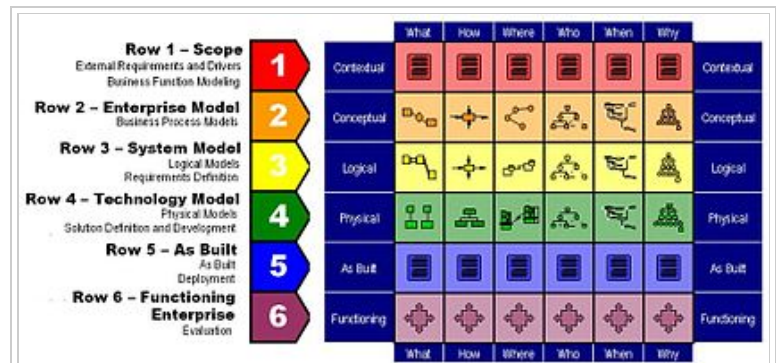 What How Where Who When Why
Row 1 – Scope
External Requirements and Drivers
Business Function Modeling
1
Contextual
Contextual
Row 2 – Enterprise Model
Business Process Models
2
Conceptual
Conceptual
Row 3 – System Model
Logical Models
Requirements Definition
3
Logical
Logical
Row 4 – Technology Model
Physical Models
Solution Definition and Development
4
Physical
Physical
Row 5 – As Built
As Built
Deployment
5
As Built
As Built
Row 6 – Functioning
Enterprise
Evaluation
6
Functioning
Functioning
What How Where Who When Why